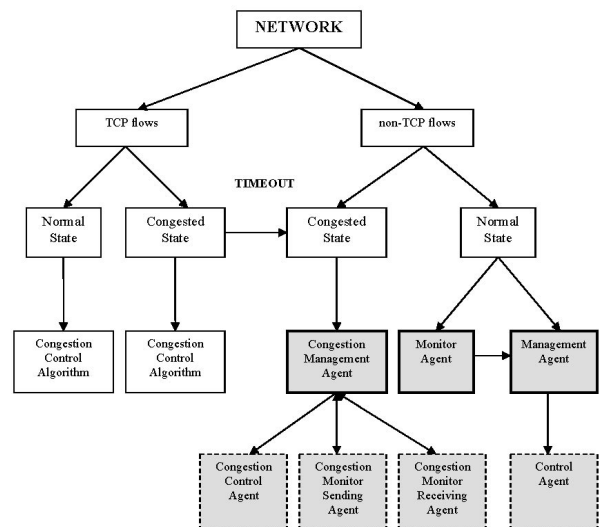 NETWORK
TCP flows
non-TCP flows
TIMEOUT
Normal
State
Congested
State
Congested
State
Normal
State
Congestion
Control
Algorithm
Congestion
Control
Algorithm
Congestion
Management
Agent
Monitor
Agent
Management
Agent
Congestion
Control
Agent
Congestion
Monitor
Sending
Agent
Congestion
Monitor
Receiving
Agent
Control
Agent